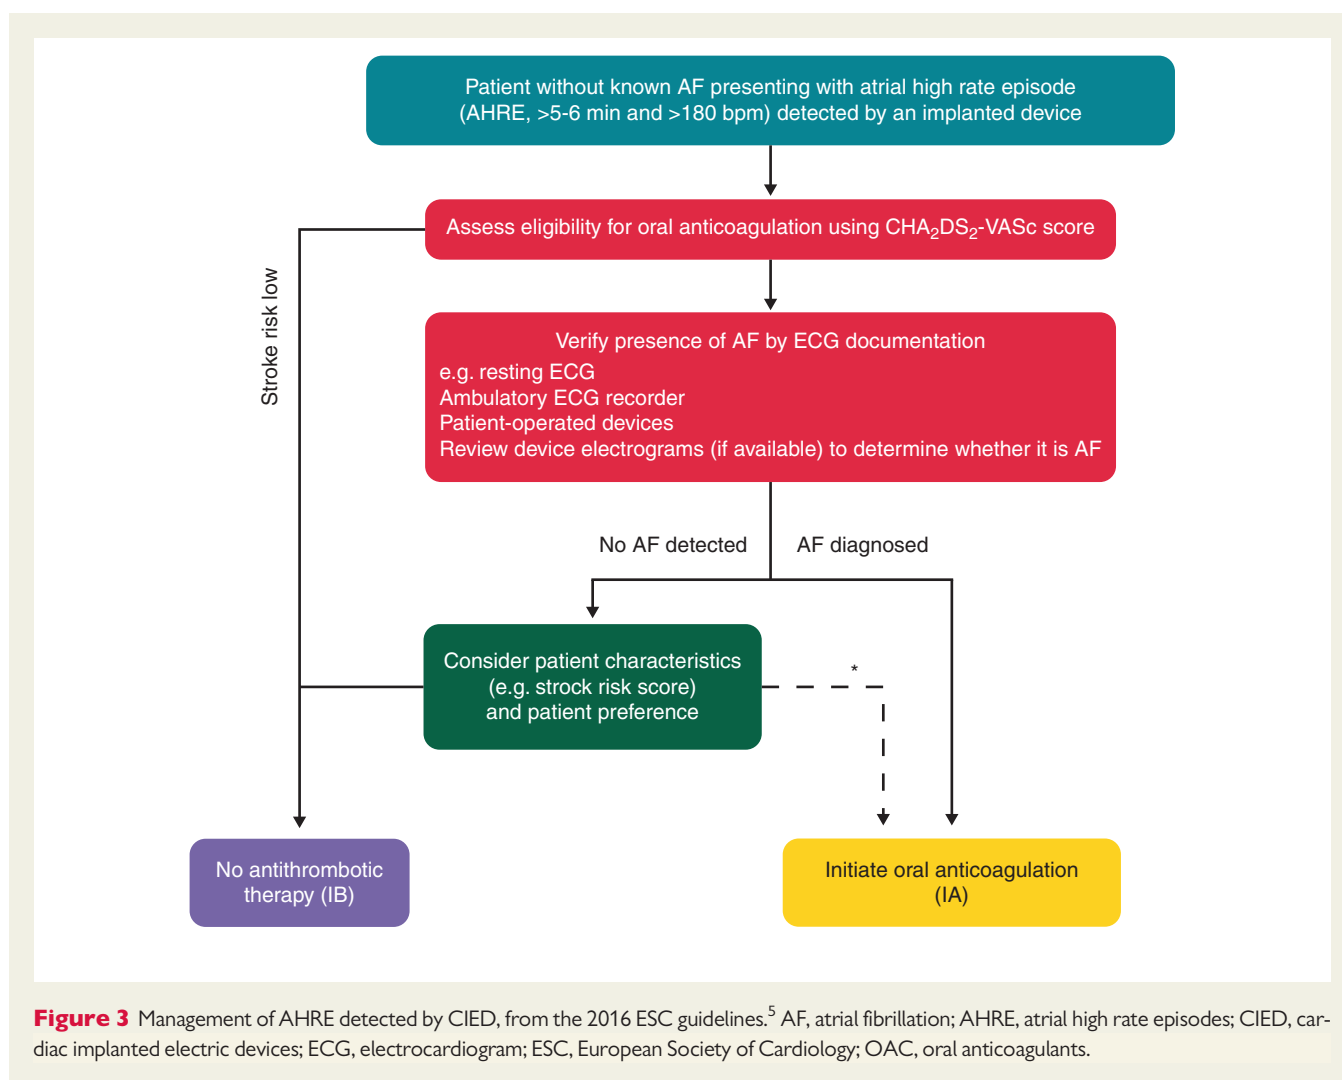 Patient without known AF presenting with atrial high rate episode
(AHRE, >5-6 min and >180 bpm) detected by an implanted device
Assess eligibility for oral anticoagulation using CHA₂DS₂-VASc score
Stroke risk low
Verify presence of AF by ECG documentation
e.g. resting ECG
Ambulatory ECG recorder
Patient-operated devices
Review device electrograms (if available) to determine whether it is AF
No AF detected
AF diagnosed
Consider patient characteristics
(e.g. strock risk score)
and patient preference
*
No antithrombotic
therapy (IB)
Initiate oral anticoagulation
(IA)
Figure 3 Management of AHRE detected by CIED, from the 2016 ESC guidelines.⁵ AF, atrial fibrillation; AHRE, atrial high rate episodes; CIED, car-
diac implanted electric devices; ECG, electrocardiogram; ESC, European Society of Cardiology; OAC, oral anticoagulants.